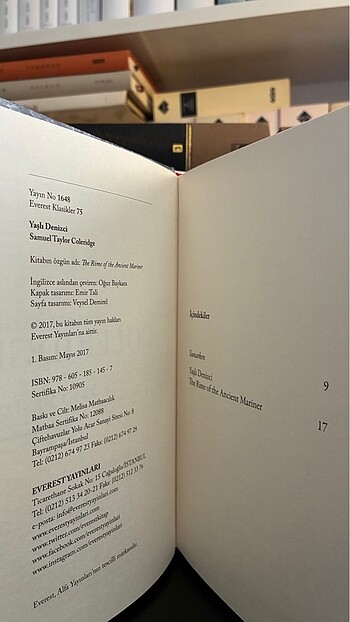 Yayın No 1648
Everest Klasikler 75
Yaşlı Denizci
Samuel Taylor Coleridge
Kitabın özgün adı: The Rime of the Ancient Mariner
İngilizce aslından çeviren: Oğuz Baykara
Kapak tasarımı: Emir Tali
Sayfa tasarımı: Veysel Demirel
© 2017, bu kitabın tüm yayın hakları
Everest Yayınları'na aittir.
1. Basım: Mayıs 2017
ISBN: 978 - 605 - 185 - 145 - 7
Sertifika No: 10905
Baskı ve Cilt: Melisa Matbaacılık
Matbaa Sertifika No: 12088
Çiftehavuzlar Yolu Acar Sanayi Sitesi No: 8
Bayrampaşa/İstanbul
Tel: (0212) 674 97 23 Faks: (0212) 674 97 29
EVEREST YAYINLARI
Ticarethane Sokak No: 15 Cağaloğlu/İSTANBUL
Tel: (0212) 513 34 20-21 Faks: (0212) 512 33 76
e-posta: info@everestyayinlari.com
www.everestyayinlari.com
www.twitter.com/everestkitap
www.facebook.com/everestyayinlari
www.instagram.com/everestyayinlari
Everest, Alfa Yayınları'nın tescilli markasıdır.
İçindekiler
Sunarken 9
Yaşlı Denizci
The Rime of the Ancient Mariner 17